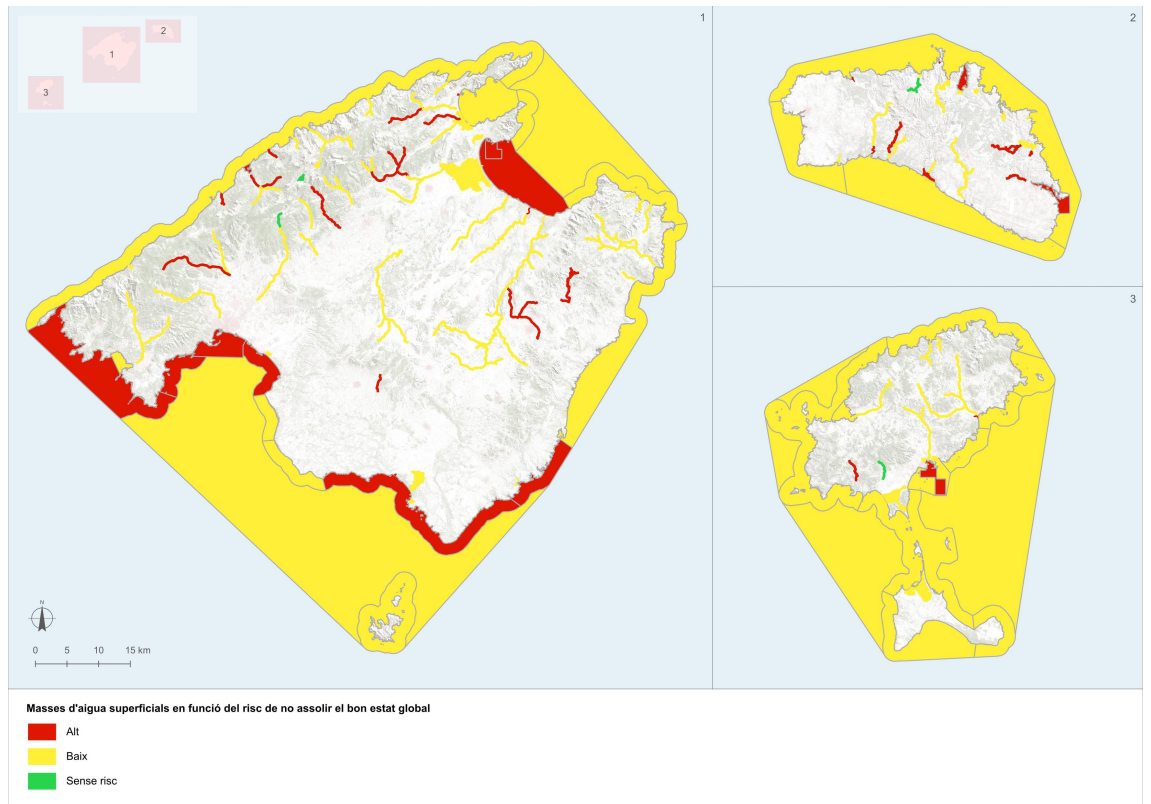 1
2
1
2
3
3
N
0 5 10 15 km
Masses d'aigua superficials en funció del risc de no assolir el bon estat global
Alt
Baix
Sense risc